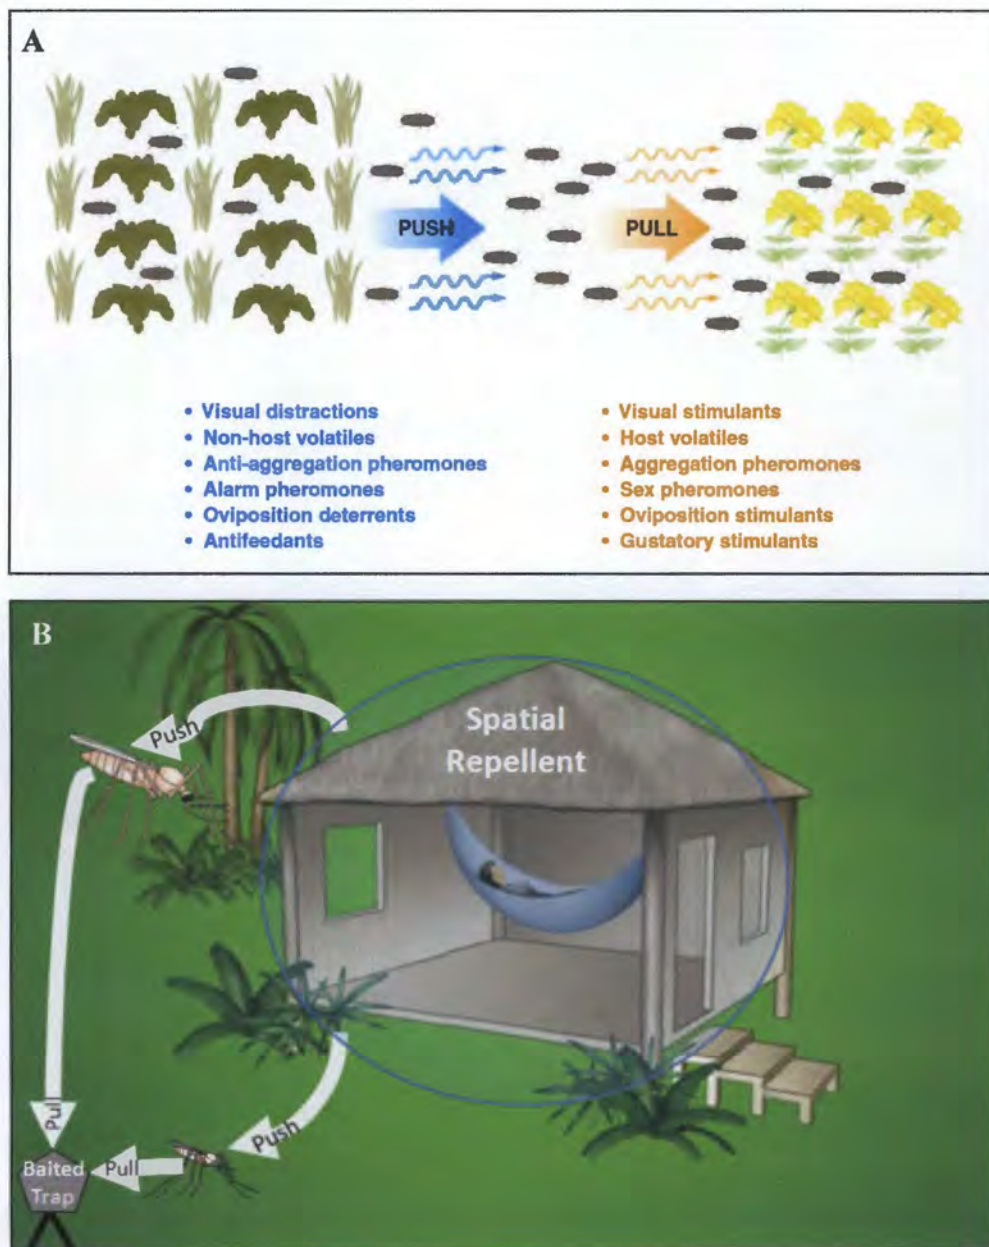 A
PUSH
PULL
• Visual distractions
• Non-host volatiles
• Anti-aggregation pheromones
• Alarm pheromones
• Oviposition deterrents
• Antifeedants
• Visual stimulants
• Host volatiles
• Aggregation pheromones
• Sex pheromones
• Oviposition stimulants
• Gustatory stimulants
B
Push
Spatial
Repellent
Pull
Push
Pull
Baited
Trap